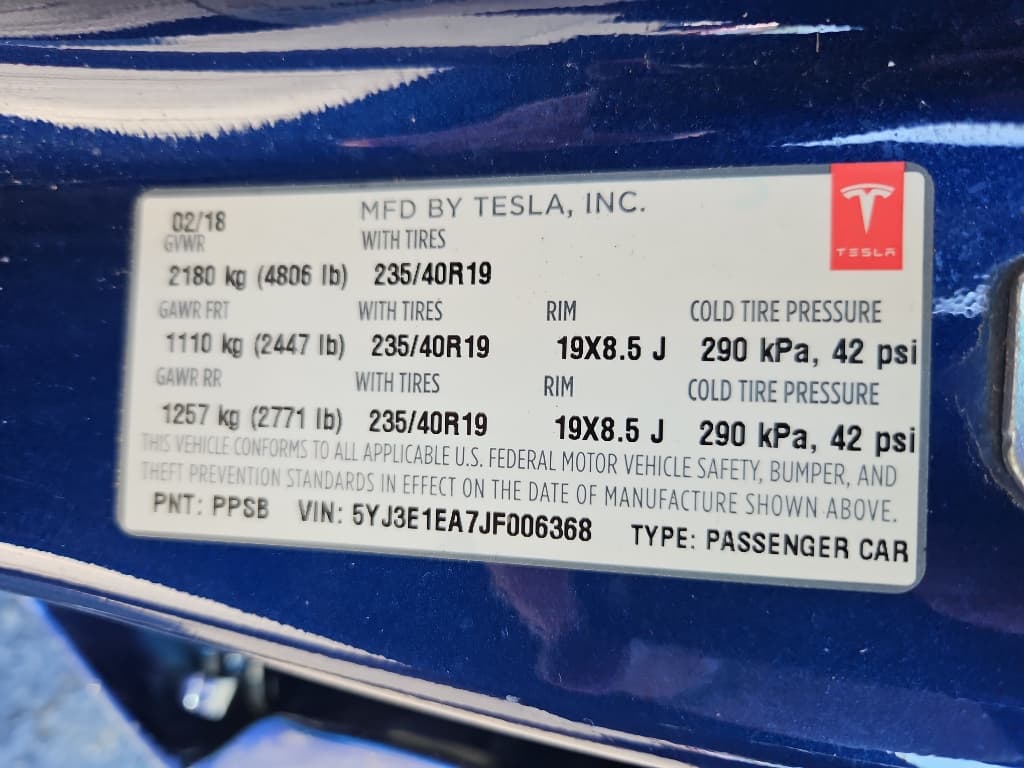 02/18 MFD BY TESLA, INC.
TESLA
GVWR WITH TIRES
2180 kg (4806 lb) 235/40R19
GAWR FRT WITH TIRES RIM COLD TIRE PRESSURE
1110 kg (2447 lb) 235/40R19 19X8.5 J 290 kPa, 42 psi
GAWR RR WITH TIRES RIM COLD TIRE PRESSURE
1257 kg (2771 lb) 235/40R19 19X8.5 J 290 kPa, 42 psi
THIS VEHICLE CONFORMS TO ALL APPLICABLE U.S. FEDERAL MOTOR VEHICLE SAFETY, BUMPER, AND
THEFT PREVENTION STANDARDS IN EFFECT ON THE DATE OF MANUFACTURE SHOWN ABOVE.
PNT: PPSB VIN: 5YJ3E1EA7JF006368 TYPE: PASSENGER CAR